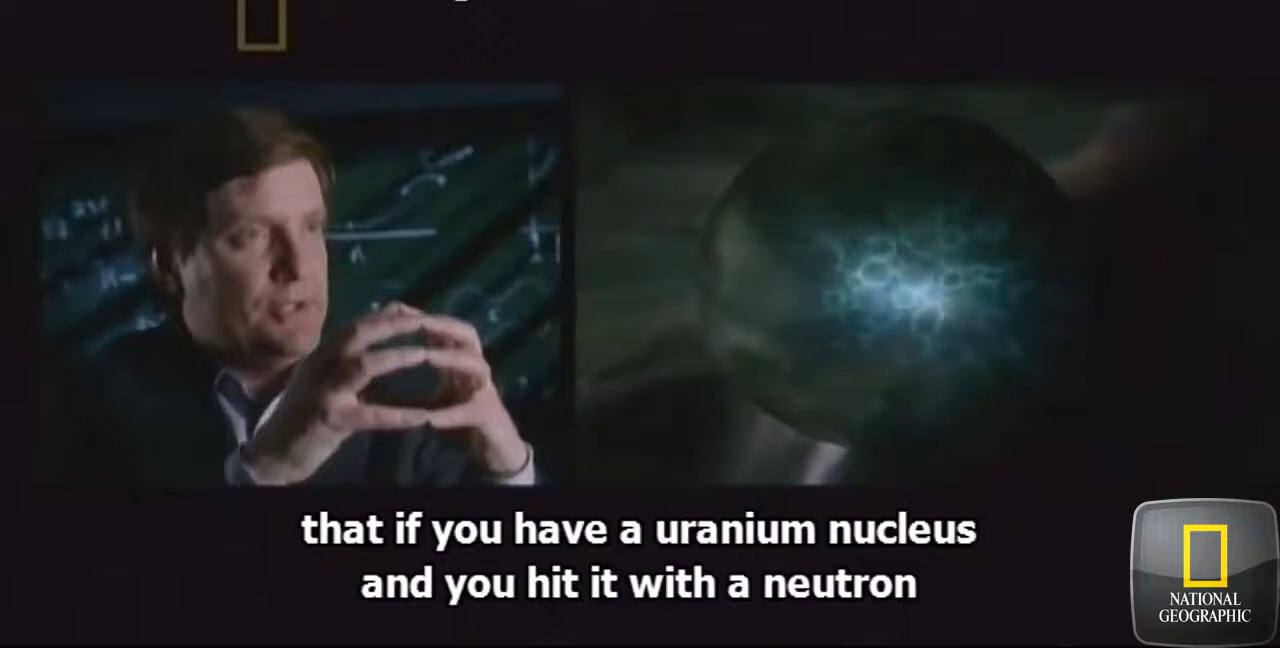 that if you have a uranium nucleus
and you hit it with a neutron
NATIONAL
GEOGRAPHIC